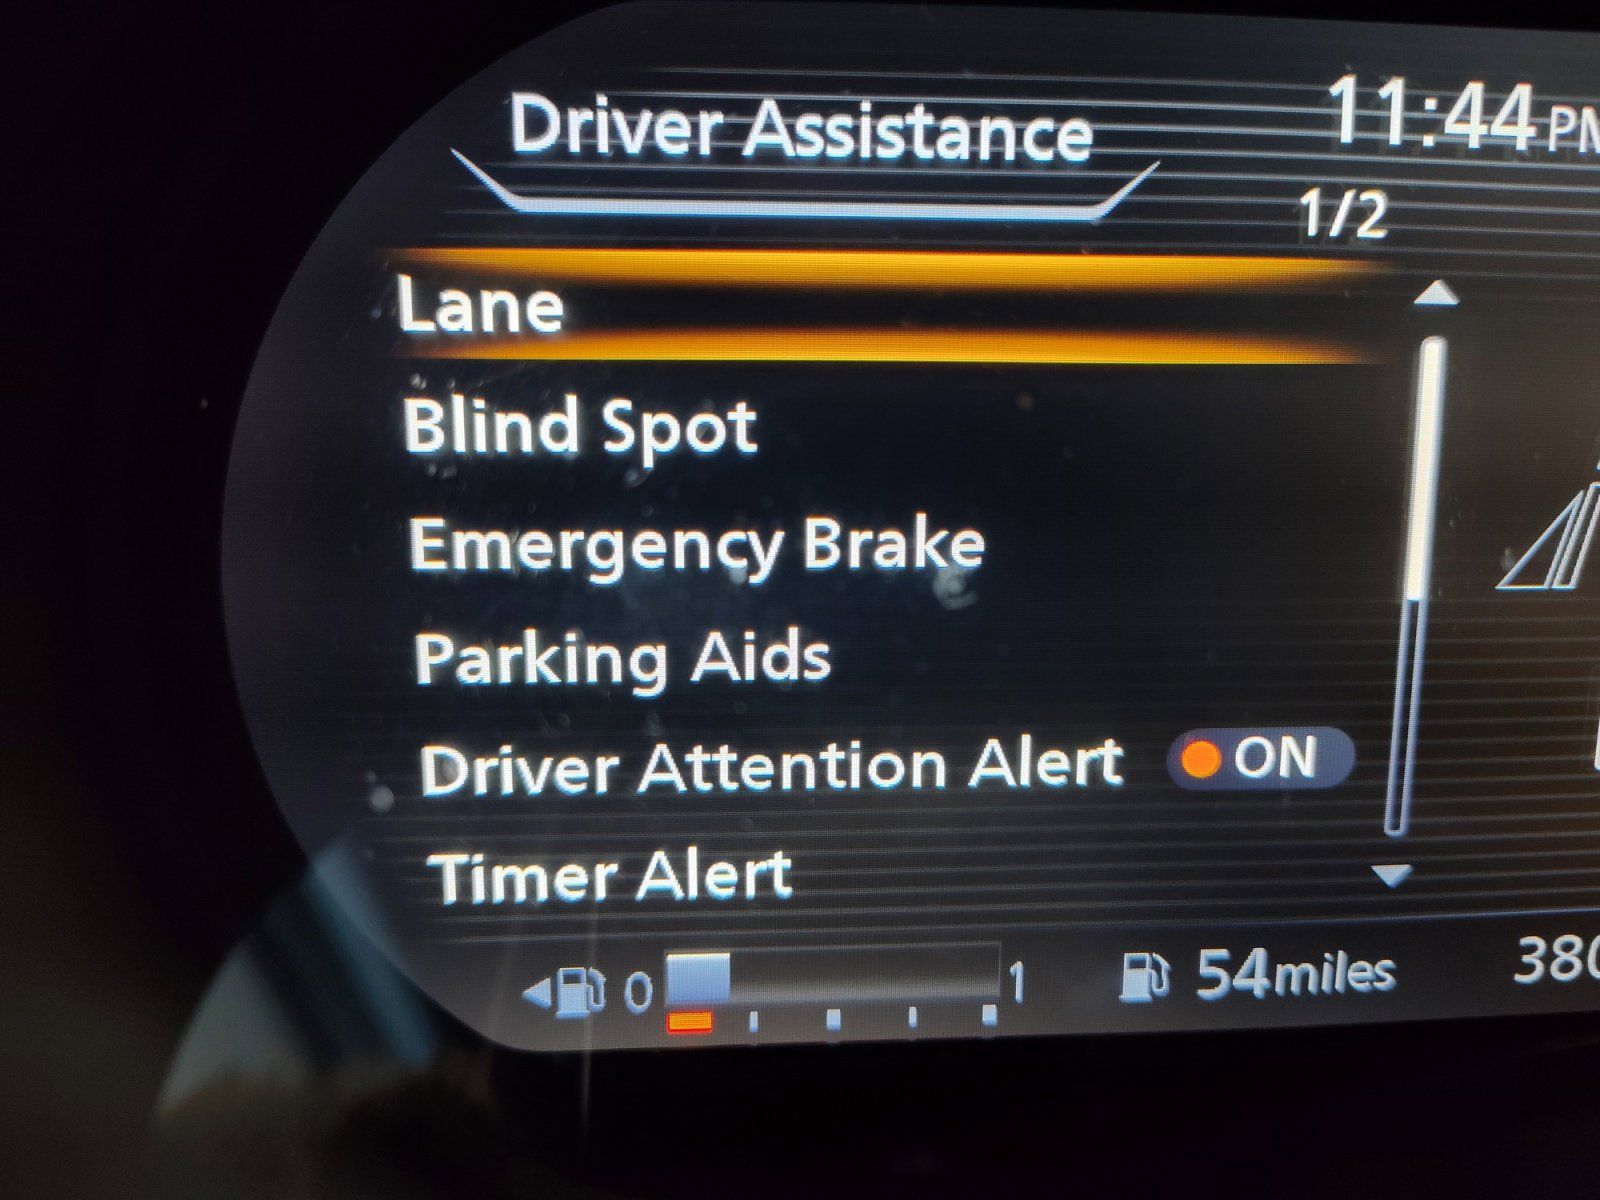 Driver Assistance
11:44
1/2
Lane
Blind Spot
Emergency Brake
Parking Aids
Driver Attention Alert ON
Timer Alert
0 1 54miles